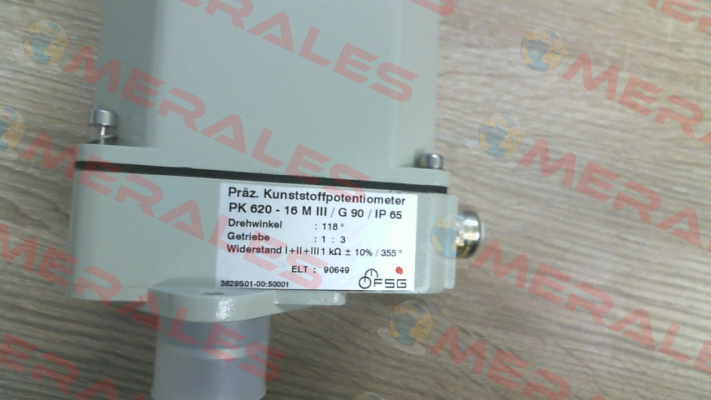 MERALES
MERALES
MERALES
MERALES
MERALES
Präz. Kunststoffpotentiometer
PK 620 - 16 M III / G 90 / IP 65
Drehwinkel : 118°
Getriebe : 1 : 3
Widerstand I+II+III 1 kΩ ± 10% / 355°
ELT : 90649
3629S01-00:50001
FSG